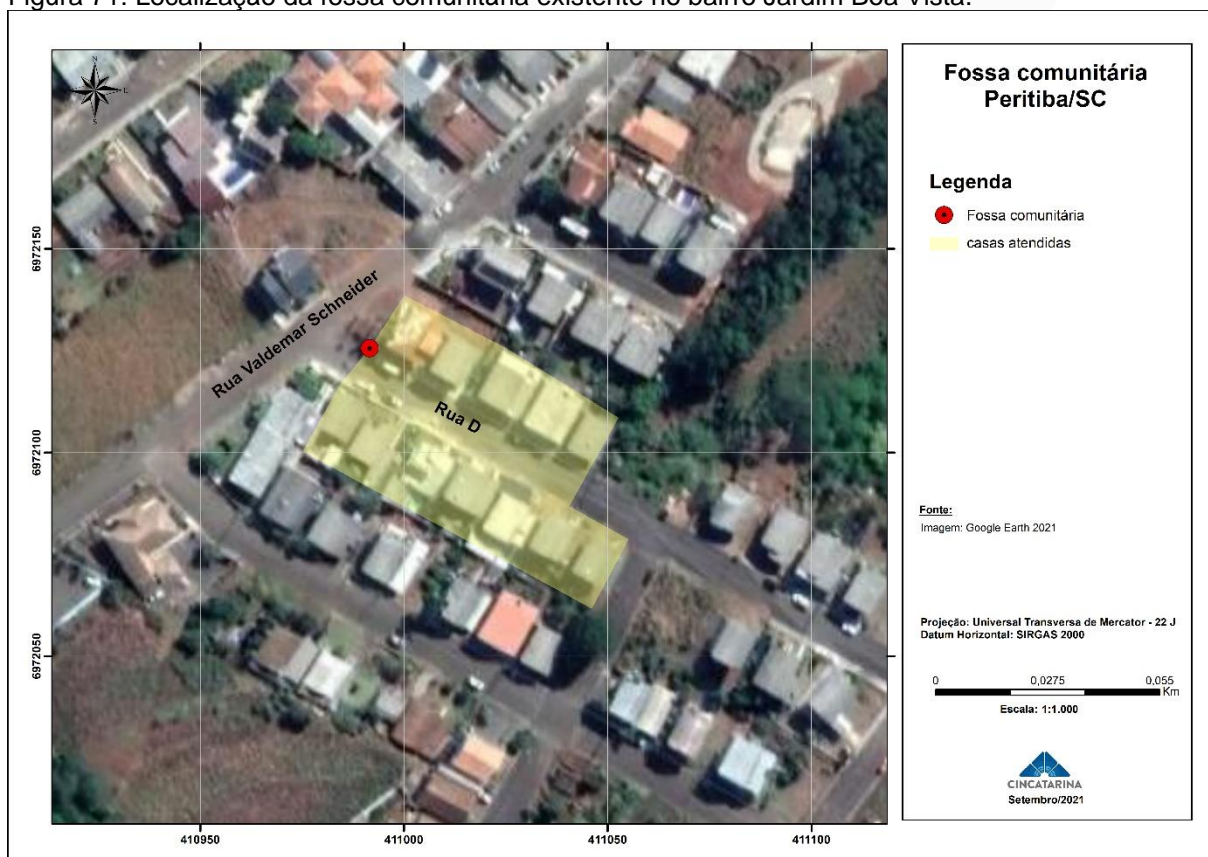 Figura 71: Localização da fossa comunitária existente no bairro Jardim Boa Vista.
N
E
S
Fossa comunitária
Peritiba/SC
Legenda
Fossa comunitária
casas atendidas
6972150
6972100
6972050
Rua Valdemar Schneider
Rua D
Fonte:
Imagem: Google Earth 2021
Projeção: Universal Transversa de Mercator - 22 J
Datum Horizontal: SIRGAS 2000
0 0,0275 0,055
Km
Escala: 1:1.000
CINCATARINA
Setembro/2021
410950 411000 411050 411100